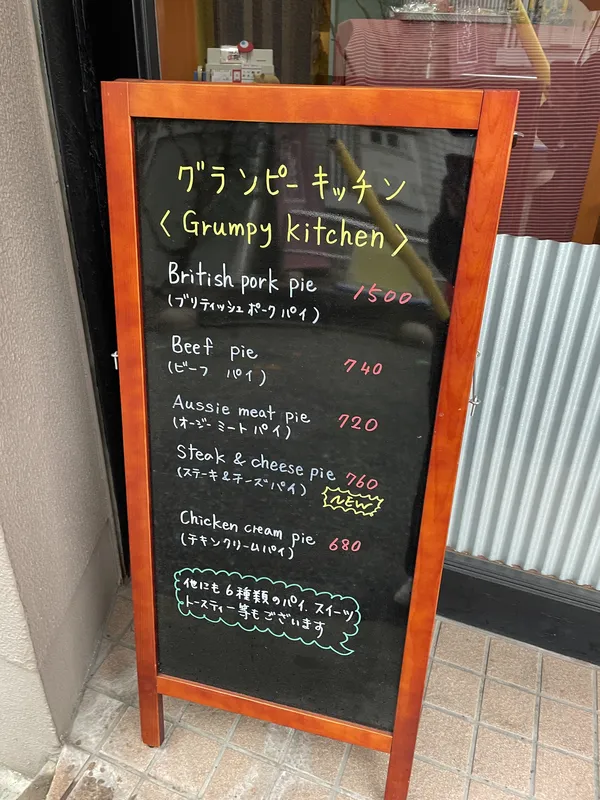 グランピーキッチン
〈 Grumpy kitchen 〉
British pork pie 1500
(ブリティッシュポークパイ)
Beef pie 740
(ビーフ パイ)
Aussie meat pie 720
(オージーミートパイ)
Steak & cheese pie 760
(ステーキ&チーズパイ)
NEW
Chicken cream pie 680
(チキンクリームパイ)
他にも6種類のパイ、スイーツ
トースティー等もございます